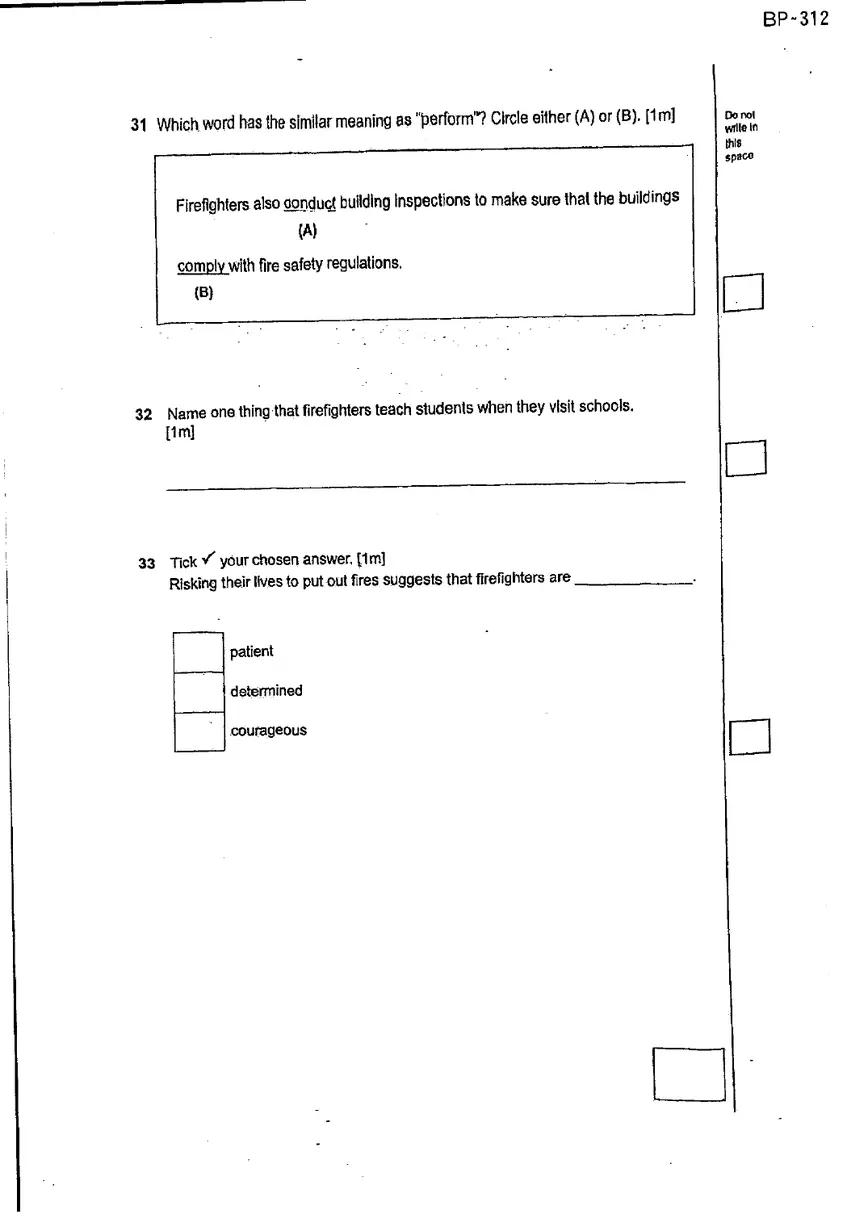 BP-312
31 Which word has the similar meaning as "perform"? Circle either (A) or (B). [1m]
Do not
write in
this
space
Firefighters also conduct building inspections to make sure that the buildings
(A)
comply with fire safety regulations.
(B)
32 Name one thing that firefighters teach students when they visit schools.
[1m]
33 Tick ✓ your chosen answer. [1m]
Risking their lives to put out fires suggests that firefighters are ____________.
patient
determined
courageous